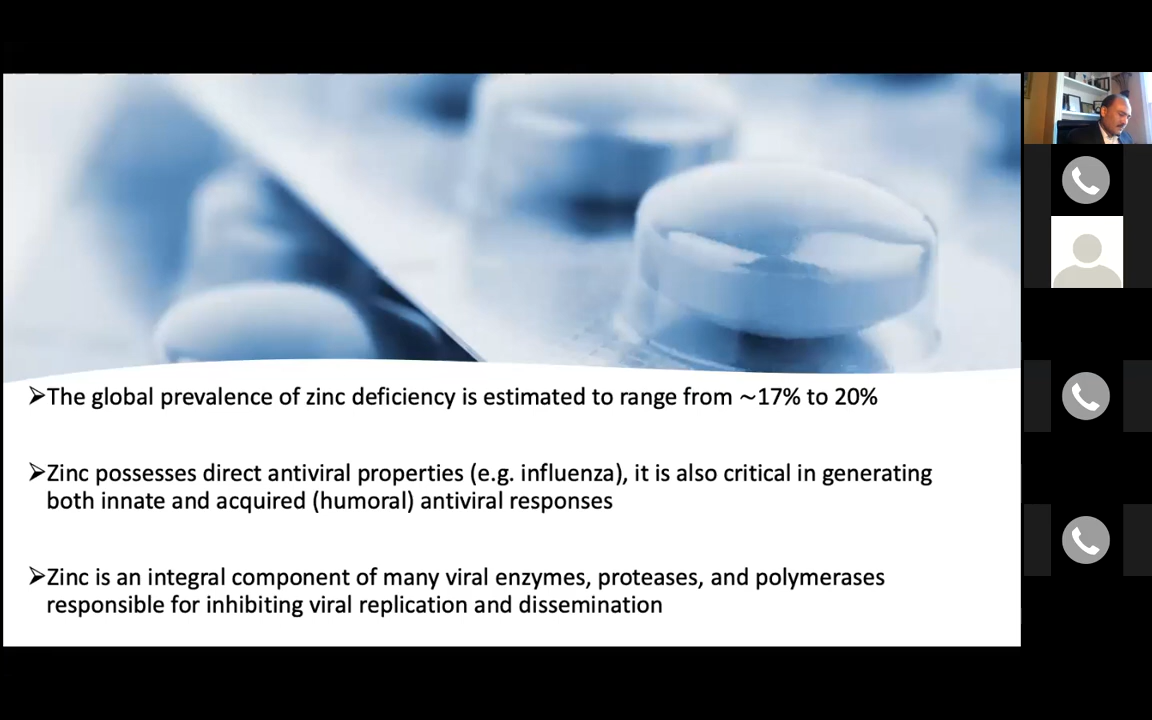 ➢The global prevalence of zinc deficiency is estimated to range from ~17% to 20%
➢Zinc possesses direct antiviral properties (e.g. influenza), it is also critical in generating
both innate and acquired (humoral) antiviral responses
➢Zinc is an integral component of many viral enzymes, proteases, and polymerases
responsible for inhibiting viral replication and dissemination